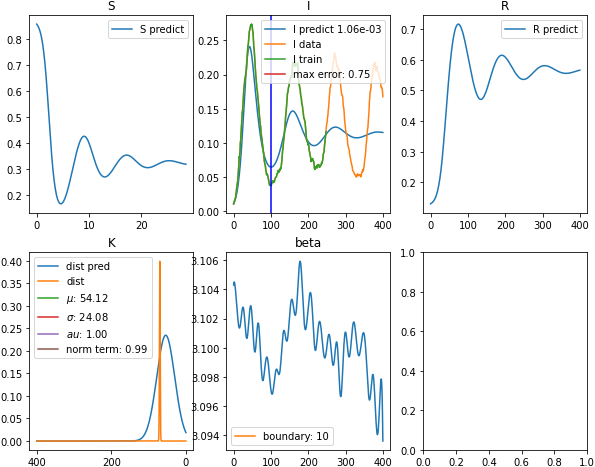 S
I
R
S predict
I predict 1.06e-03
I data
I train
max error: 0.75
R predict
0.8
0.7
0.6
0.5
0.4
0.3
0.2
0 10 20
0.25
0.20
0.15
0.10
0.05
0.00
0 100 200 300 400
0.7
0.6
0.5
0.4
0.3
0.2
0 100 200 300 400
K
beta
dist pred
dist
μ: 54.12
σ: 24.08
au: 1.00
norm term: 0.99
0.40
0.35
0.30
0.25
0.20
0.15
0.10
0.05
0.00
400 200 0
3.106
3.104
3.102
3.100
3.098
3.096
3.094
boundary: 10
0 100 200 300 400
1.0
0.8
0.6
0.4
0.2
0.0
0.0 0.2 0.4 0.6 0.8 1.0